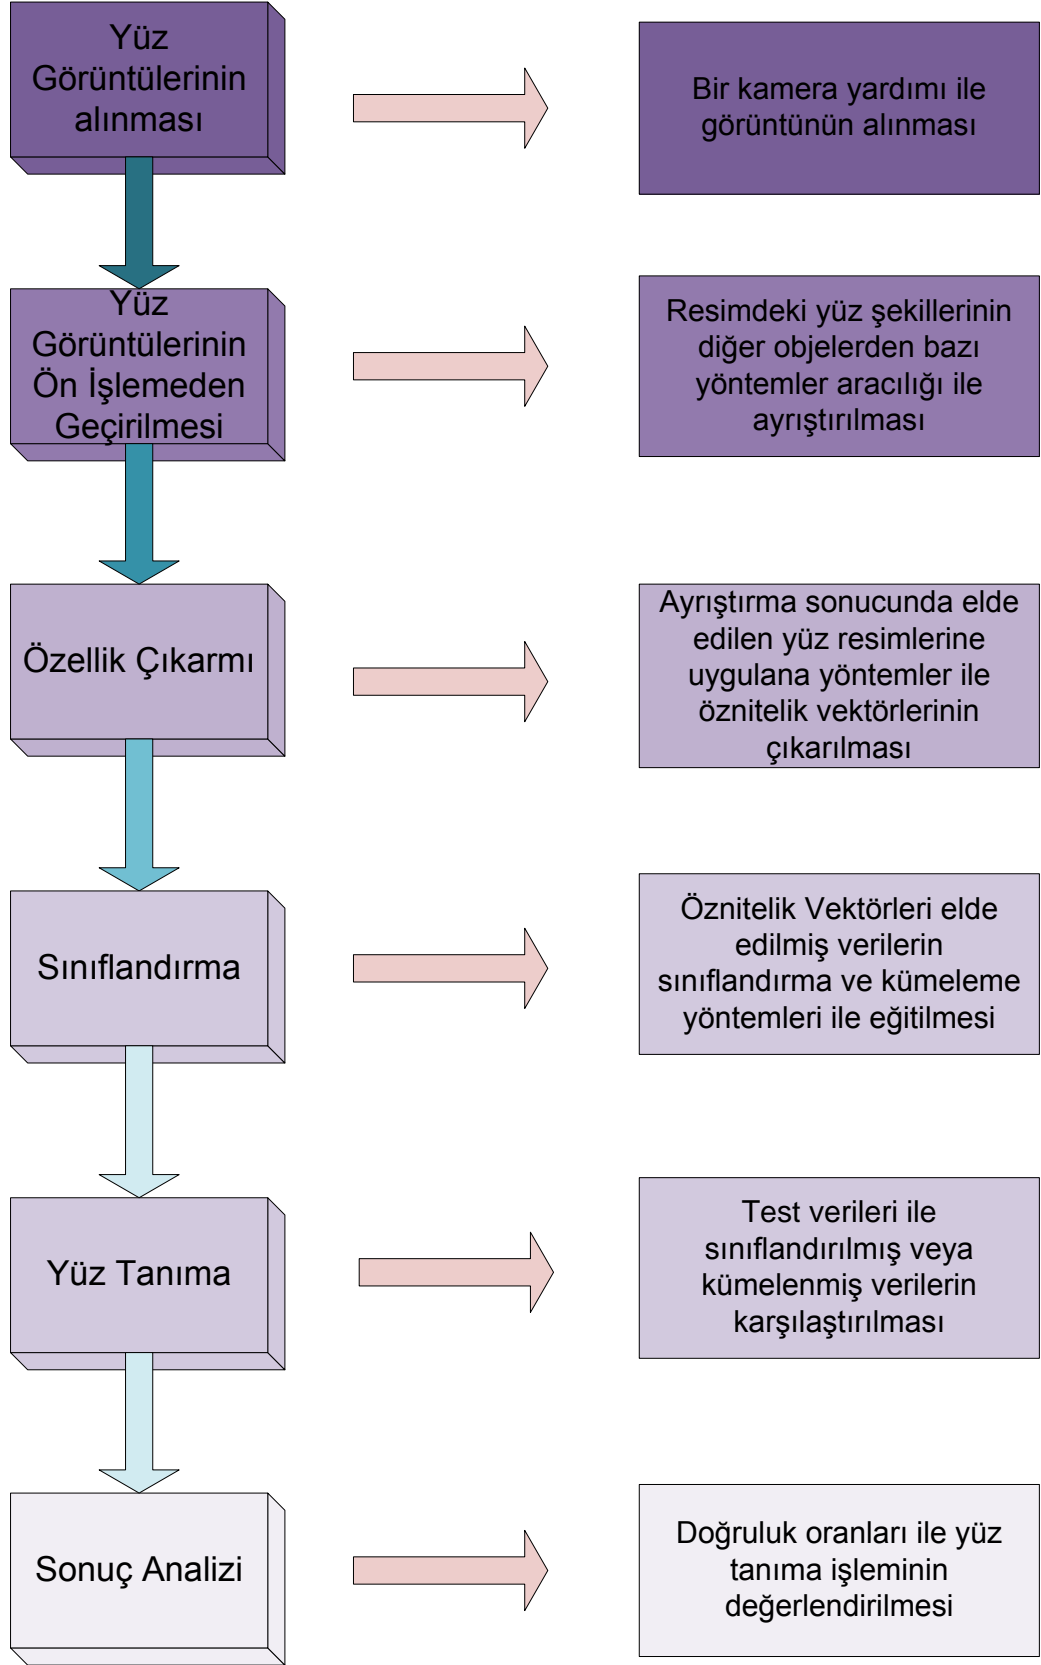 Yüz
Görüntülerinin
alınması
Bir kamera yardımı ile
görüntünün alınması
Yüz
Görüntülerinin
Ön İşlemeden
Geçirilmesi
Resimdeki yüz şekillerinin
diğer objelerden bazı
yöntemler aracılığı ile
ayrıştırılması
Özellik Çıkarmı
Ayrıştırma sonucunda elde
edilen yüz resimlerine
uygulana yöntemler ile
öznitelik vektörlerinin
çıkarılması
Sınıflandırma
Öznitelik Vektörleri elde
edilmiş verilerin
sınıflandırma ve kümeleme
yöntemleri ile eğitilmesi
Yüz Tanıma
Test verileri ile
sınıflandırılmış veya
kümelenmiş verilerin
karşılaştırılması
Sonuç Analizi
Doğruluk oranları ile yüz
tanıma işleminin
değerlendirilmesi